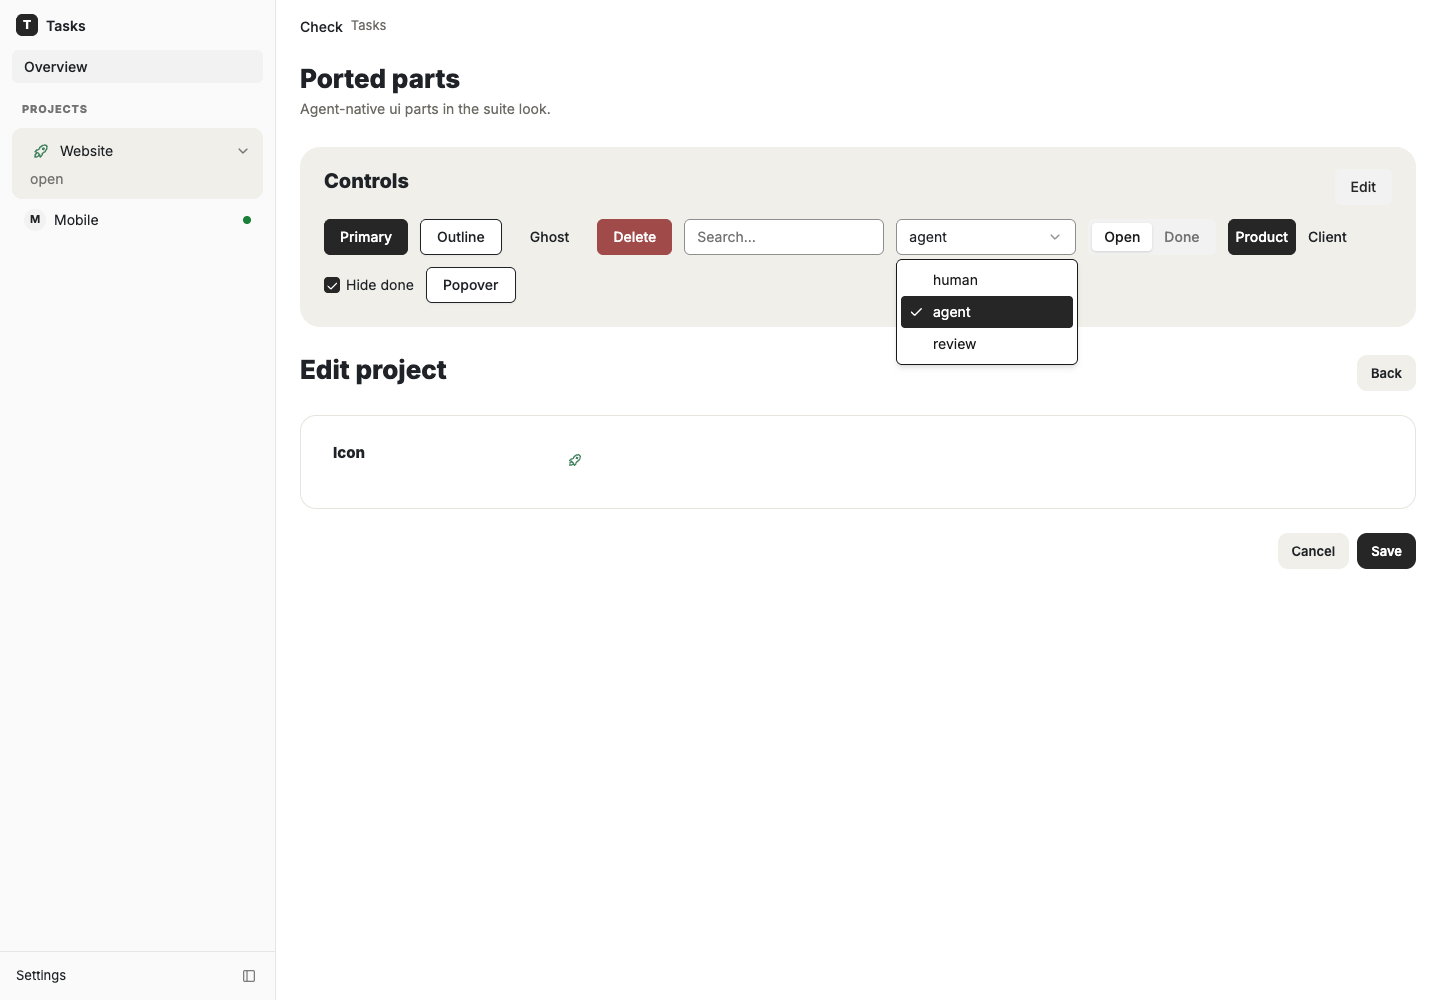 T Tasks
Overview
PROJECTS
Website
open
M Mobile
Settings
Check Tasks
Ported parts
Agent-native ui parts in the suite look.
Controls
Edit
Primary Outline Ghost Delete Search... agent Open Done Product Client
Hide done Popover
human
agent
review
Edit project
Back
Icon
Cancel Save